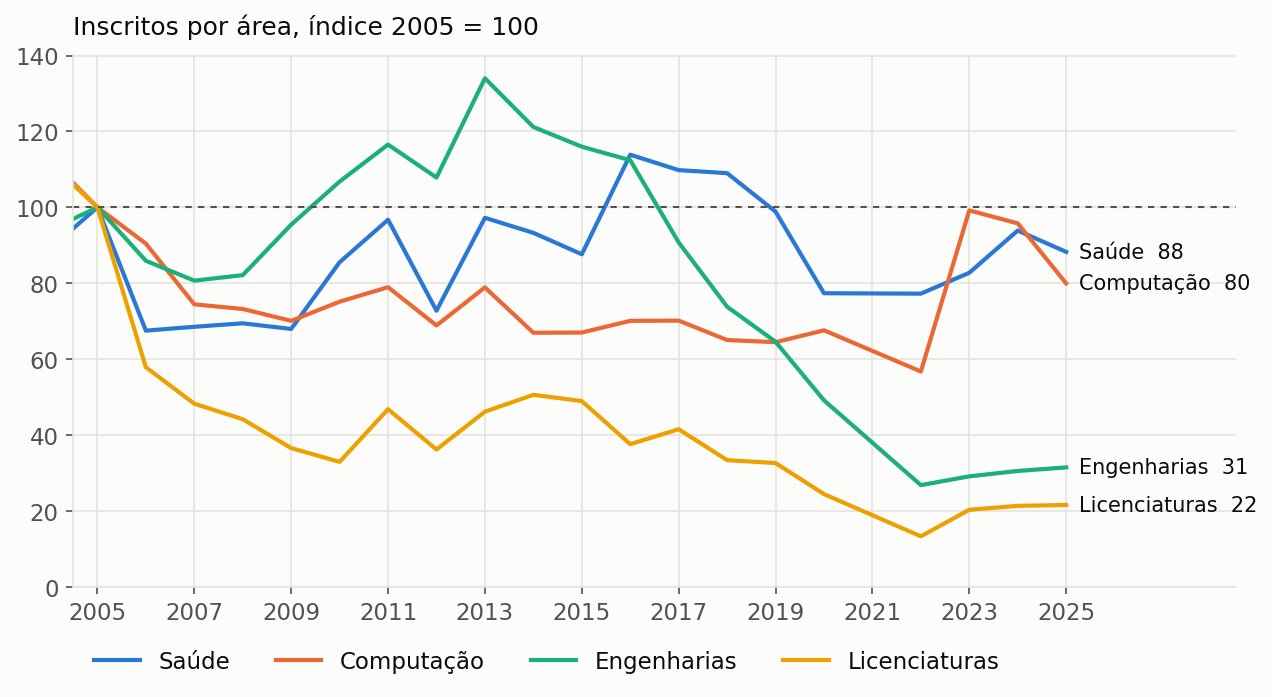 Inscritos por área, índice 2005 = 100
140
120
100
80
60
40
20
0
Saúde 88
Computação 80
Engenharias 31
Licenciaturas 22
2005 2007 2009 2011 2013 2015 2017 2019 2021 2023 2025
Saúde Computação Engenharias Licenciaturas